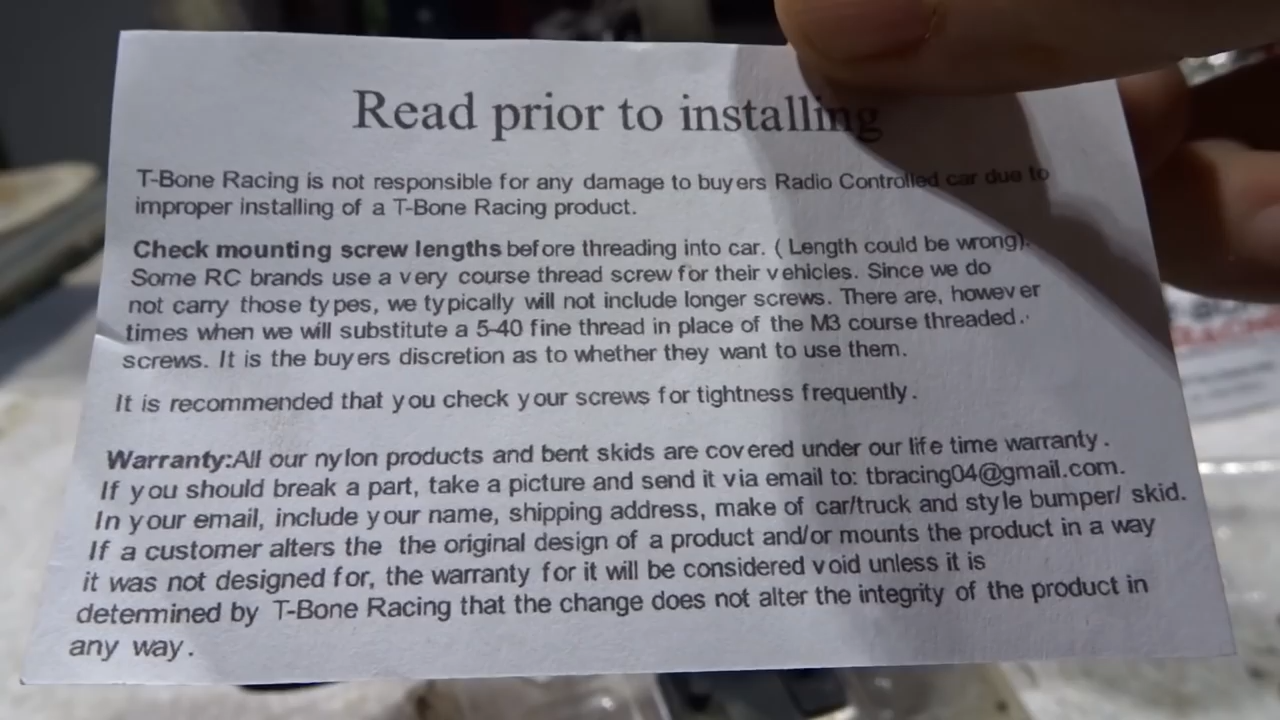 Read prior to installing
T-Bone Racing is not responsible for any damage to buyers Radio Controlled car due to
improper installing of a T-Bone Racing product.
Check mounting screw lengths before threading into car. ( Length could be wrong).
Some RC brands use a very course thread screw for their vehicles. Since we do
not carry those types, we typically will not include longer screws. There are, however
times when we will substitute a 5-40 fine thread in place of the M3 course threaded.
screws. It is the buyers discretion as to whether they want to use them.
It is recommended that you check your screws for tightness frequently.
Warranty:All our nylon products and bent skids are covered under our life time warranty.
If you should break a part, take a picture and send it via email to: tbracing04@gmail.com.
In your email, include your name, shipping address, make of car/truck and style bumper/ skid.
If a customer alters the the original design of a product and/or mounts the product in a way
it was not designed for, the warranty for it will be considered void unless it is
determined by T-Bone Racing that the change does not alter the integrity of the product in
any way.